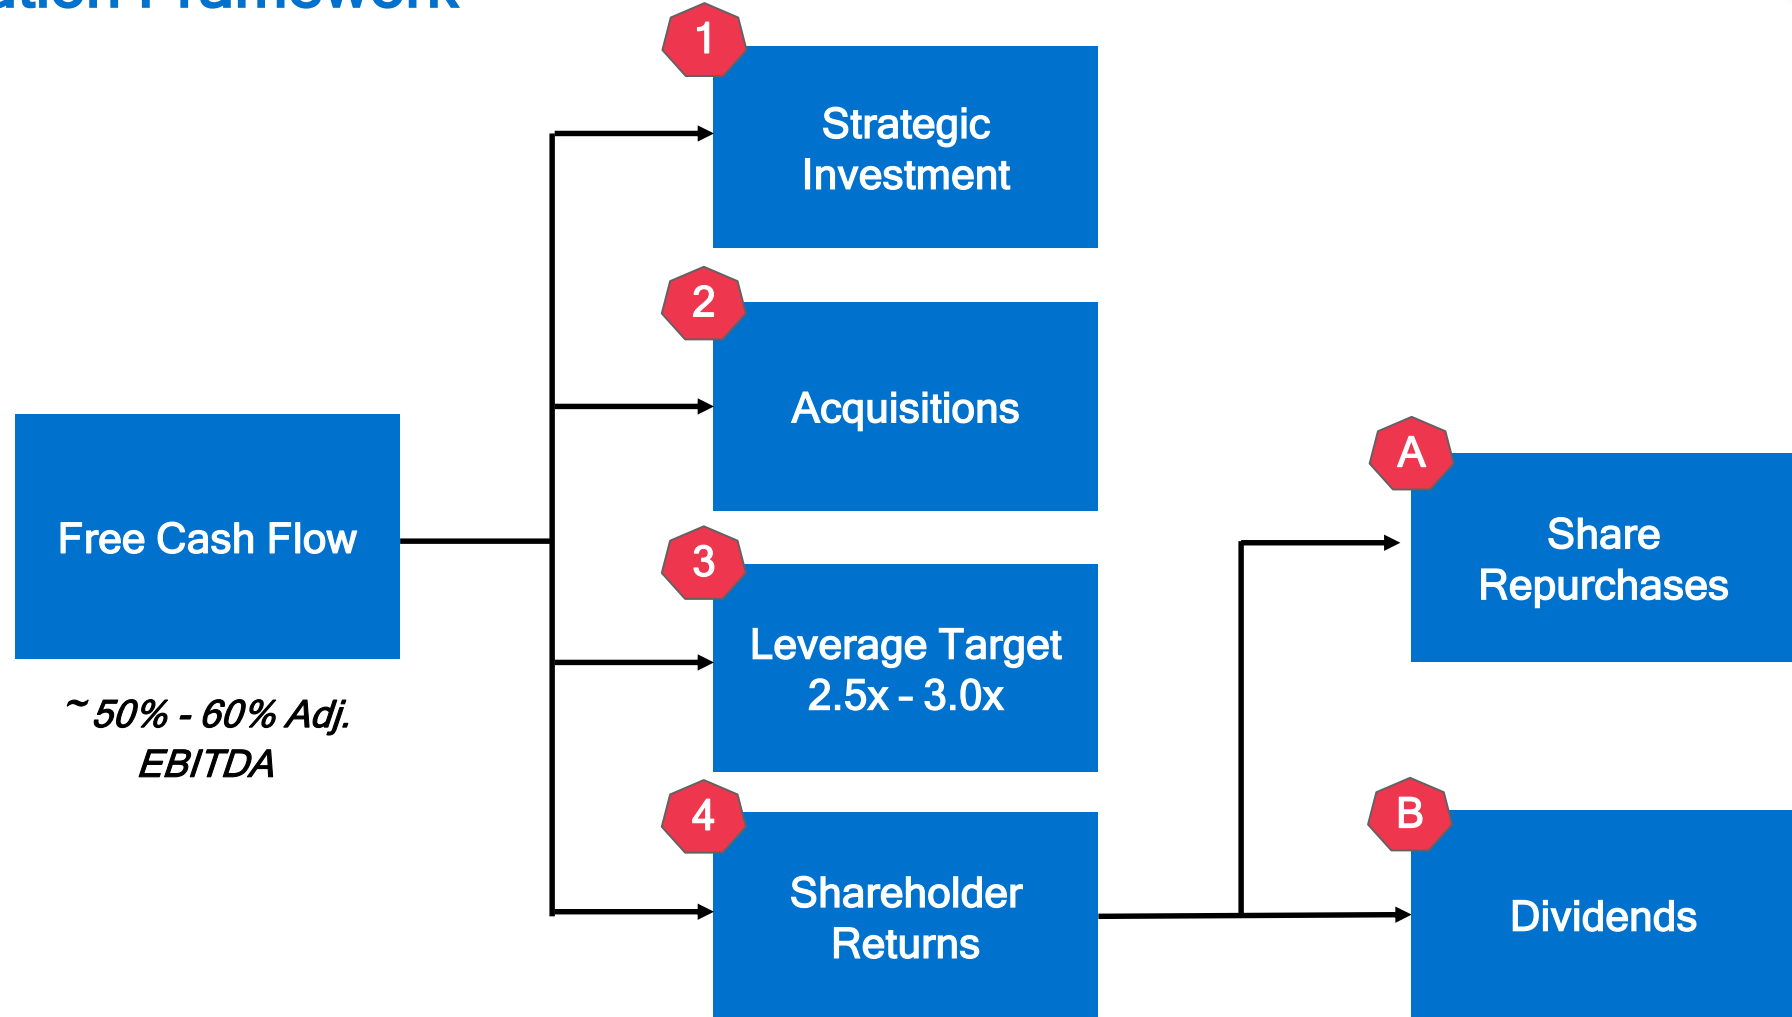 Framework
1
Strategic
Investment
2
Acquisitions
Free Cash Flow
~50% - 60% Adj.
EBITDA
3
Leverage Target
2.5x - 3.0x
4
Shareholder
Returns
A
Share
Repurchases
B
Dividends